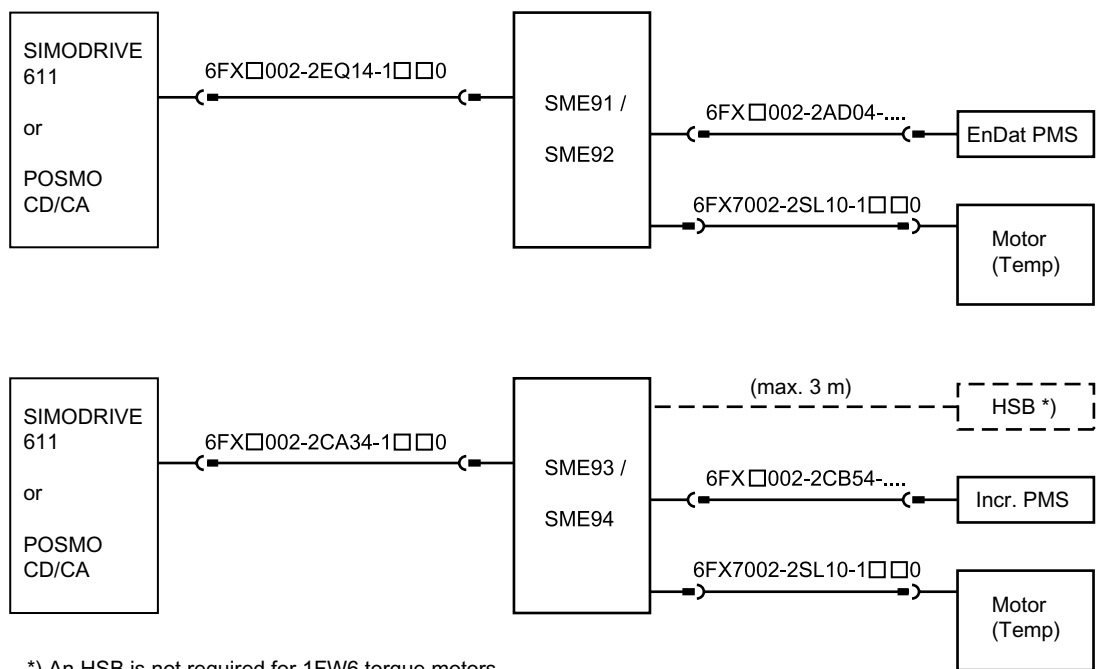 SIMODRIVE
611
or
POSMO
CD/CA
6FX□002-2EQ14-1□□0
SME91 /
SME92
6FX□002-2AD04-....
EnDat PMS
6FX7002-2SL10-1□□0
Motor
(Temp)
SIMODRIVE
611
or
POSMO
CD/CA
6FX□002-2CA34-1□□0
SME93 /
SME94
(max. 3 m)
HSB *)
6FX□002-2CB54-....
Incr. PMS
6FX7002-2SL10-1□□0
Motor
(Temp)
*) An HSB is not required for 1FW6 torque motors